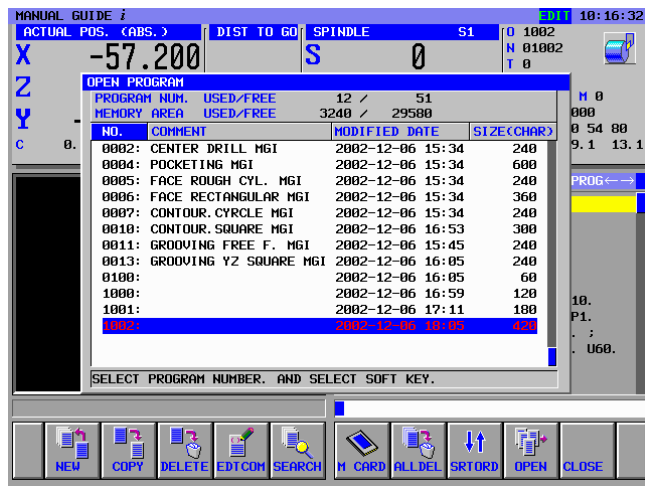 MANUAL GUIDE i EDIT 10:16:32
ACTUAL POS. (ABS.) DIST TO GO SPINDLE S1 O 1002
X -57.200 S 0 N 01002
T 0
OPEN PROGRAM
PROGRAM NUM. USED/FREE 12 / 51
Z M 0
MEMORY AREA USED/FREE 3240 / 29580
Y - 0 54 80
NO. COMMENT MODIFIED DATE SIZE(CHAR)
C 0. 9.1 13.1
0002: CENTER DRILL MGI 2002-12-06 15:34 240
0004: POCKETING MGI 2002-12-06 15:34 600
0005: FACE ROUGH CYL. MGI 2002-12-06 15:34 240 PROG←→
0006: FACE RECTANGULAR MGI 2002-12-06 15:34 360
0007: CONTOUR.CYRCLE MGI 2002-12-06 15:34 240
0010: CONTOUR.SQUARE MGI 2002-12-06 16:53 300
0011: GROOVING FREE F. MGI 2002-12-06 15:45 240
0013: GROOVING YZ SQUARE MGI 2002-12-06 16:05 240
0100: 2002-12-06 16:05 60
1000: 2002-12-06 16:59 120
10.
1001: 2002-12-06 17:11 180
P1.
1002: 2002-12-06 18:05 420
. ;
. U60.
SELECT PROGRAM NUMBER. AND SELECT SOFT KEY.
NEW COPY DELETE EDTCOM SEARCH M CARD ALLDEL SRTORD OPEN CLOSE